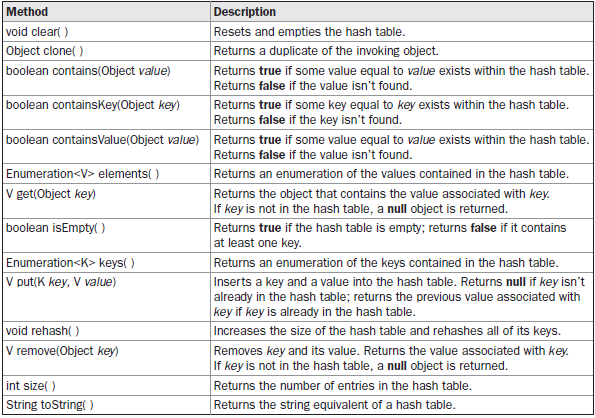 Method Description
void clear( ) Resets and empties the hash table.
Object clone( ) Returns a duplicate of the invoking object.
boolean contains(Object value) Returns true if some value equal to value exists within the hash table.
Returns false if the value isn't found.
boolean containsKey(Object key) Returns true if some key equal to key exists within the hash table.
Returns false if the key isn't found.
boolean containsValue(Object value) Returns true if some value equal to value exists within the hash table.
Returns false if the value isn't found.
Enumeration<V> elements( ) Returns an enumeration of the values contained in the hash table.
V get(Object key) Returns the object that contains the value associated with key.
If key is not in the hash table, a null object is returned.
boolean isEmpty( ) Returns true if the hash table is empty; returns false if it contains
at least one key.
Enumeration<K> keys( ) Returns an enumeration of the keys contained in the hash table.
V put(K key, V value) Inserts a key and a value into the hash table. Returns null if key isn't
already in the hash table; returns the previous value associated with
key if key is already in the hash table.
void rehash( ) Increases the size of the hash table and rehashes all of its keys.
V remove(Object key) Removes key and its value. Returns the value associated with key.
If key is not in the hash table, a null object is returned.
int size( ) Returns the number of entries in the hash table.
String toString( ) Returns the string equivalent of a hash table.